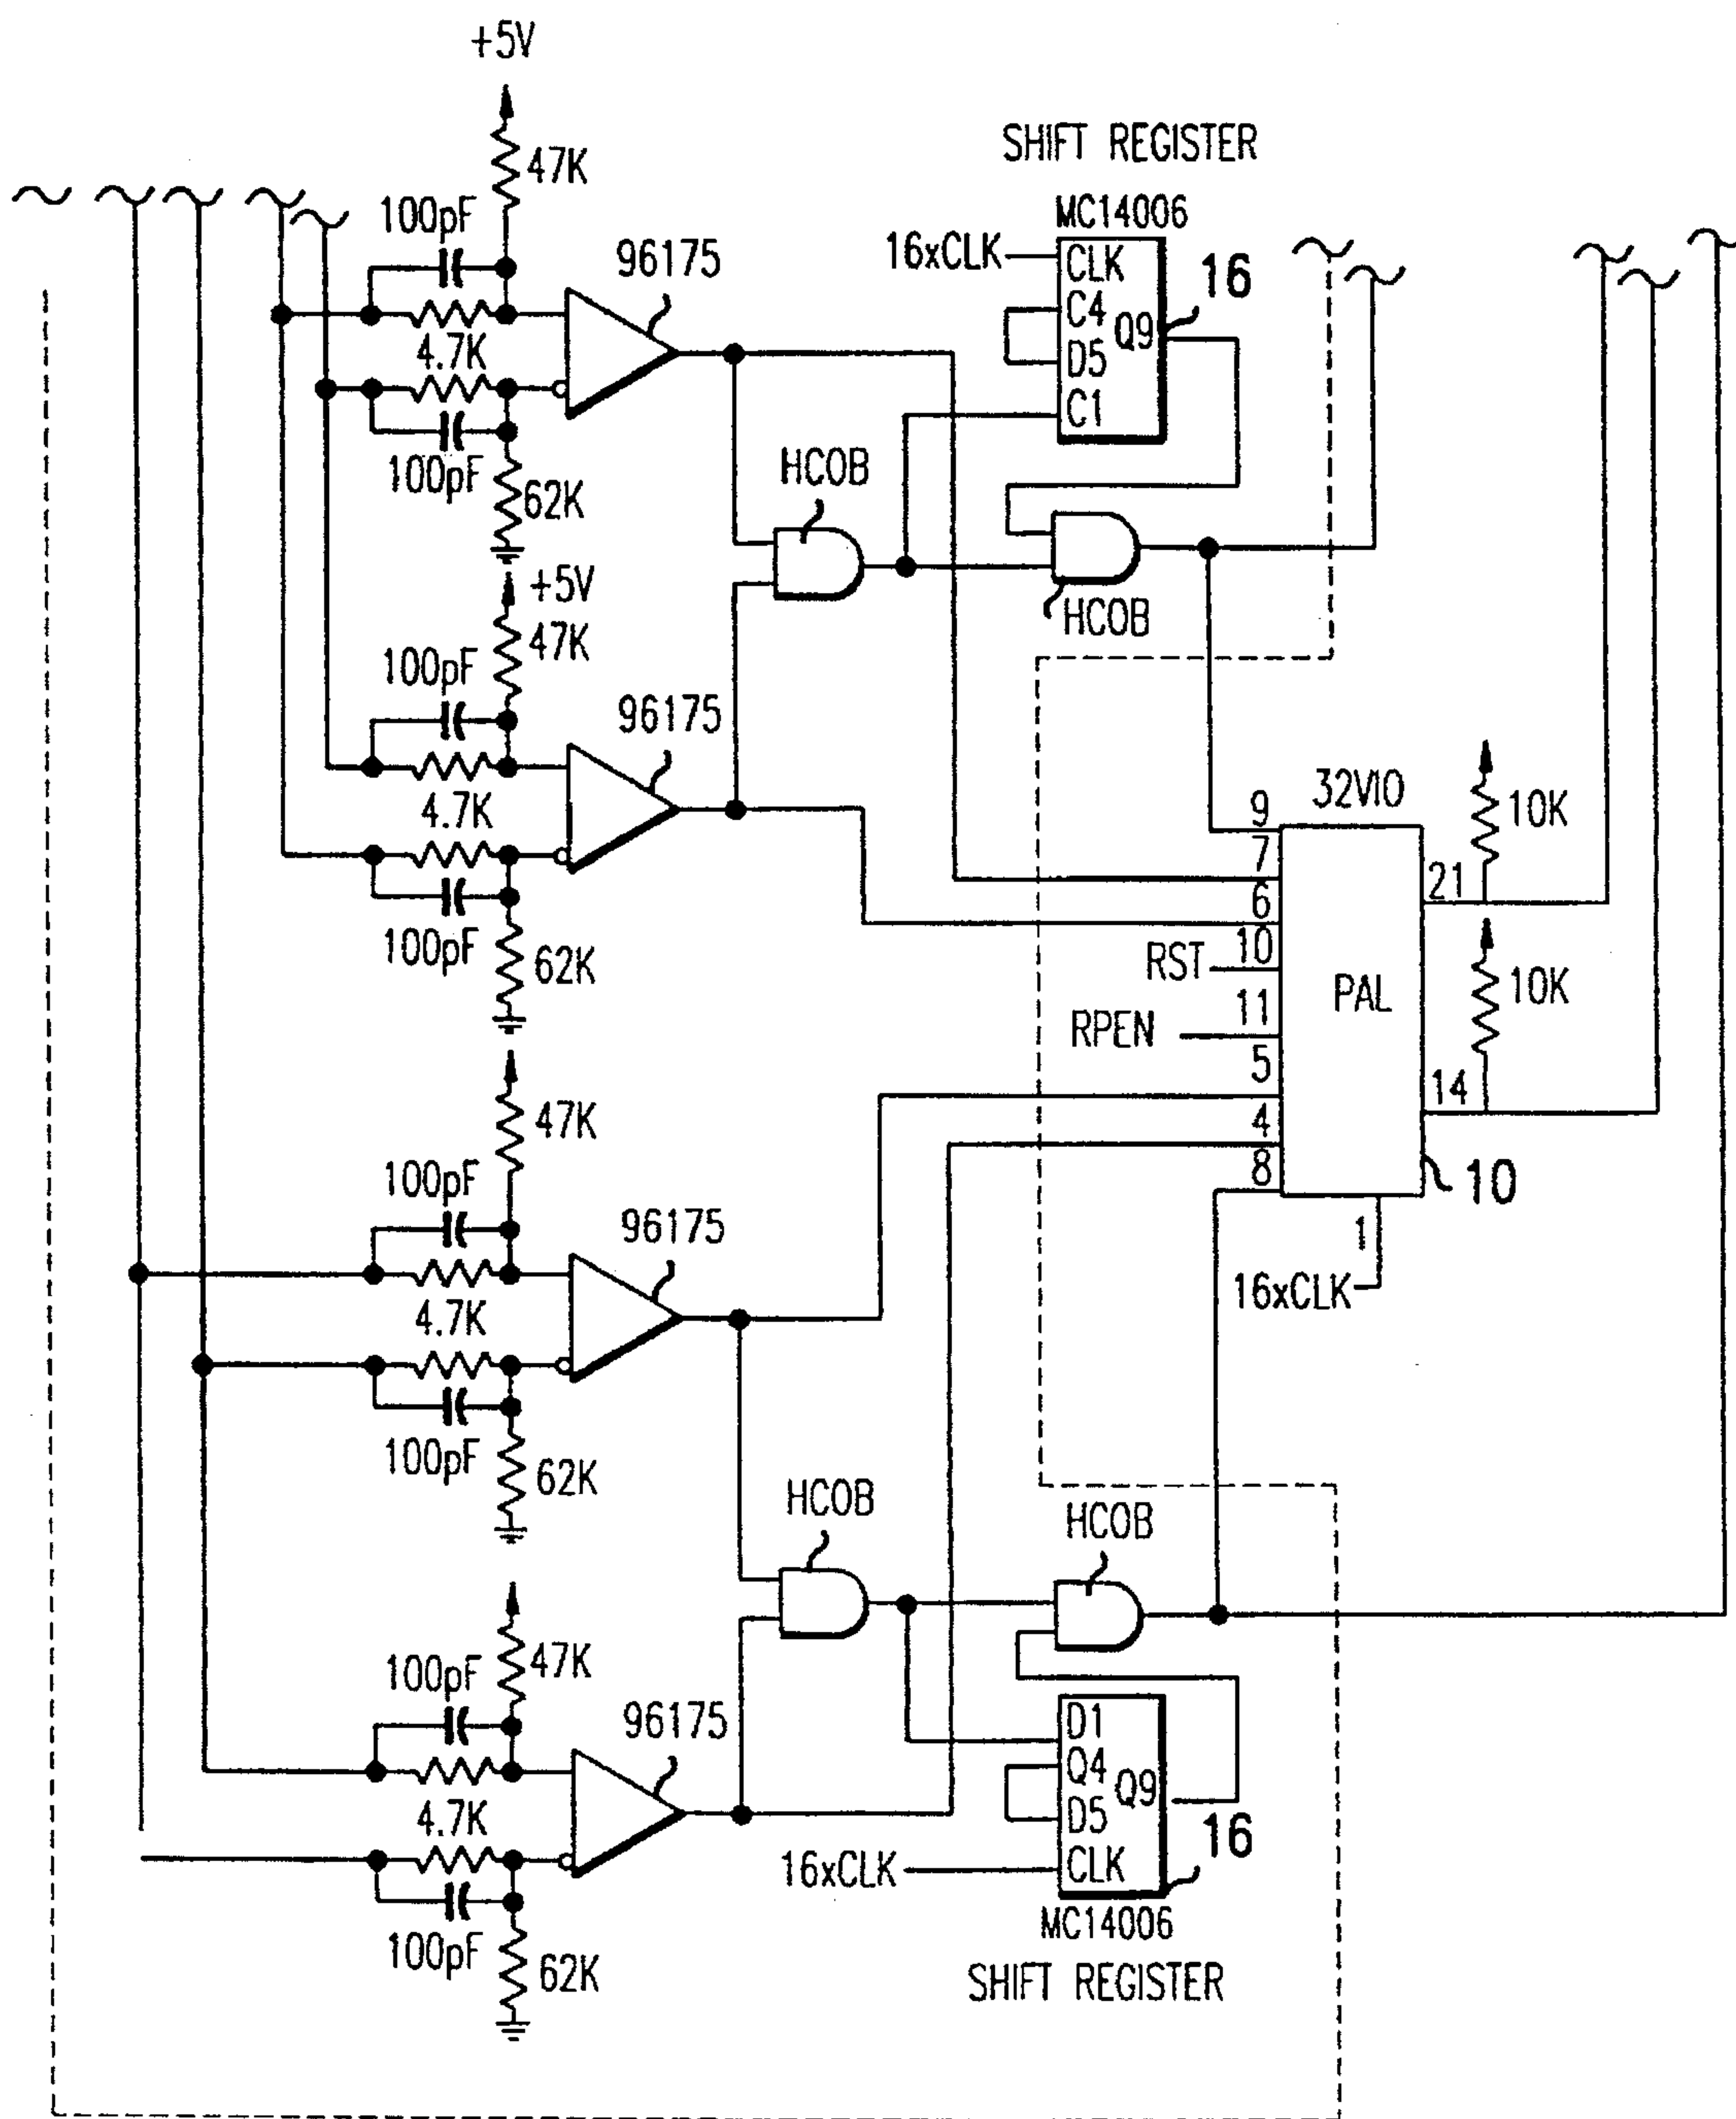 +5V
47K
SHIFT REGISTER
100pF
MC14006
96175
16xCLK
CLK
16
C4
Q9
4.7K
D5
C1
100pF
HCOB
62K
+5V
HCOB
47K
100pF
96175
32VIO
9
10K
4.7K
7
21
6
100pF
10
62K
RST
10K
PAL
11
RPEN
5
47K
14
4
100pF
8
10
96175
1
16xCLK
4.7K
100pF
62K
HCOB
HCOB
47K
100pF
96175
D1
Q4
Q9
4.7K
D5
16
16xCLK
CLK
100pF
MC14006
62K
SHIFT REGISTER